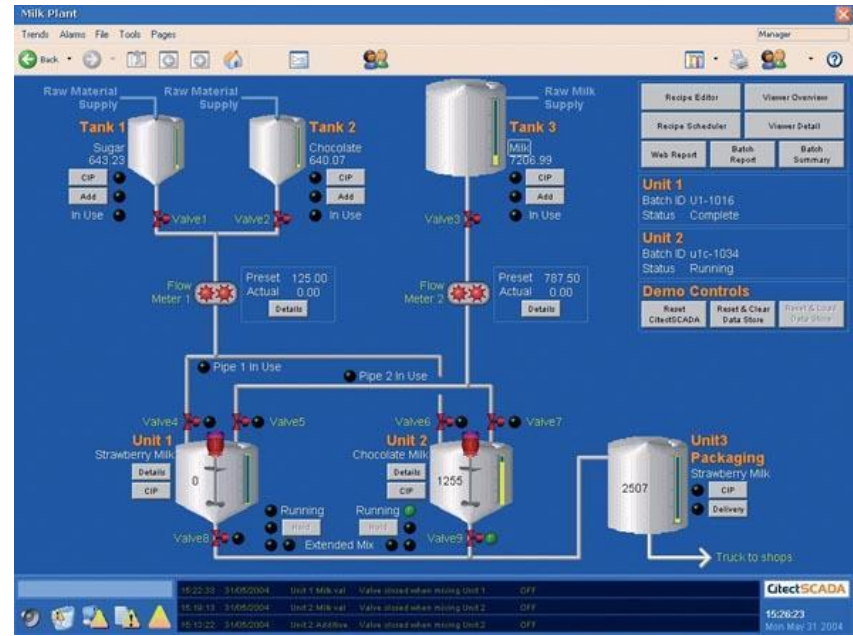 Milk Plant
Trends Alarms File Tools Pages
Manager
Back
Raw Material Supply
Raw Material Supply
Raw Milk Supply
Tank 1
Sugar
643.23
CIP
Add
In Use
Tank 2
Chocolate
640.07
CIP
Add
In Use
Tank 3
Milk
7206.99
CIP
Add
In Use
Recipe Editor
Viewer Overview
Recipe Scheduler
Viewer Detail
Web Report
Batch Report
Batch Summary
Unit 1
Batch ID U1-1016
Status Complete
Unit 2
Batch ID u1c-1034
Status Running
Demo Controls
Reset CitectSCADA
Reset & Clear Data Store
Reset & Load Data Store
Valve1
Valve2
Valve3
Flow Meter 1
Preset 125.00
Actual 0.00
Details
Flow Meter 2
Preset 787.50
Actual 0.00
Details
Pipe 1 In Use
Pipe 2 In Use
Valve4
Valve5
Valve6
Valve7
Unit 1
Strawberry Milk
Details
CIP
0
Unit 2
Chocolate Milk
Details
CIP
1255
Unit3
Packaging
Strawberry Milk
CIP
Delivery
2507
Running
Hold
Running
Hold
Extended Mix
Valve8
Valve9
Truck to shops
15:22:33 31/05/2004 Unit 1 Milk val Valve closed when mixing Unit 1 OFF
15:19:13 31/05/2004 Unit 2 Milk val Valve closed when mixing Unit 2 OFF
15:13:22 31/05/2004 Unit 2 Additive Valve closed when mixing Unit 2 OFF
CitectSCADA
15:26:23
Mon May 31 2004